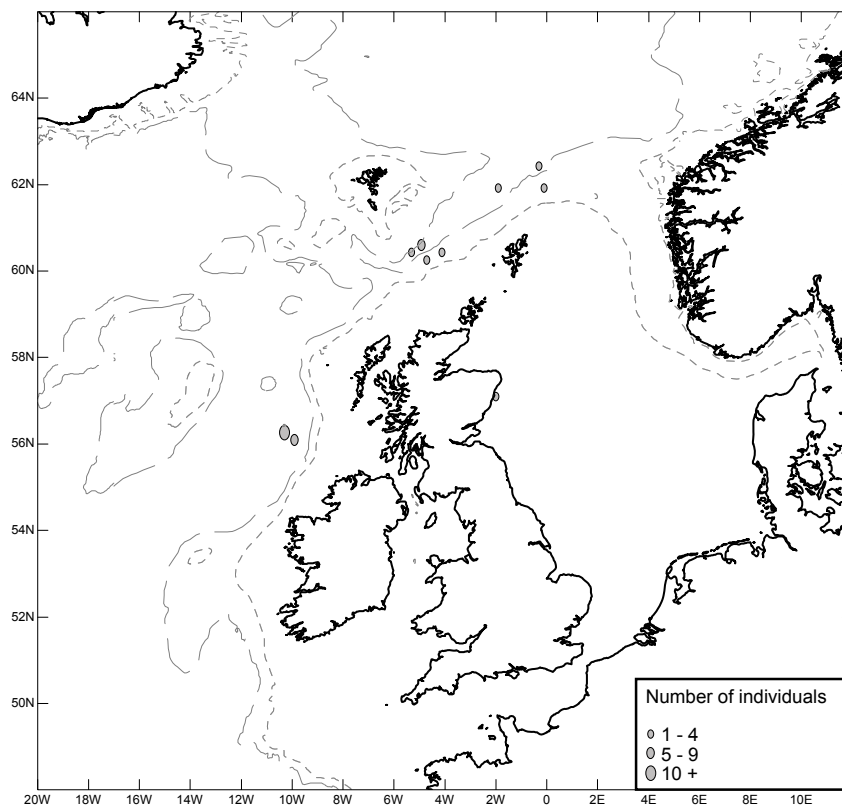 64N
62N
60N
58N
56N
54N
52N
50N
Number of individuals
1 - 4
5 - 9
10 +
20W 18W 16W 14W 12W 10W 8W 6W 4W 2W 0 2E 4E 6E 8E 10E